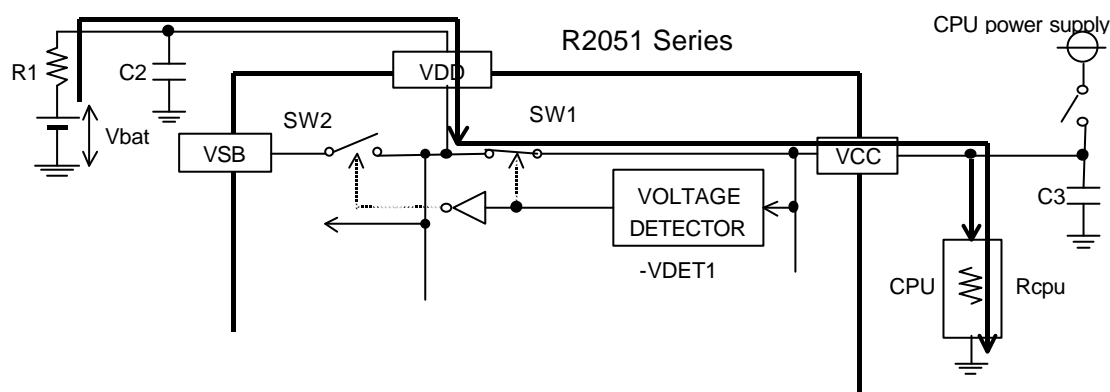 CPU power supply
R2051 Series
R1
C2
VDD
Vbat
SW2
SW1
VSB
VCC
VOLTAGE
DETECTOR
C3
-VDET1
CPU
Rcpu